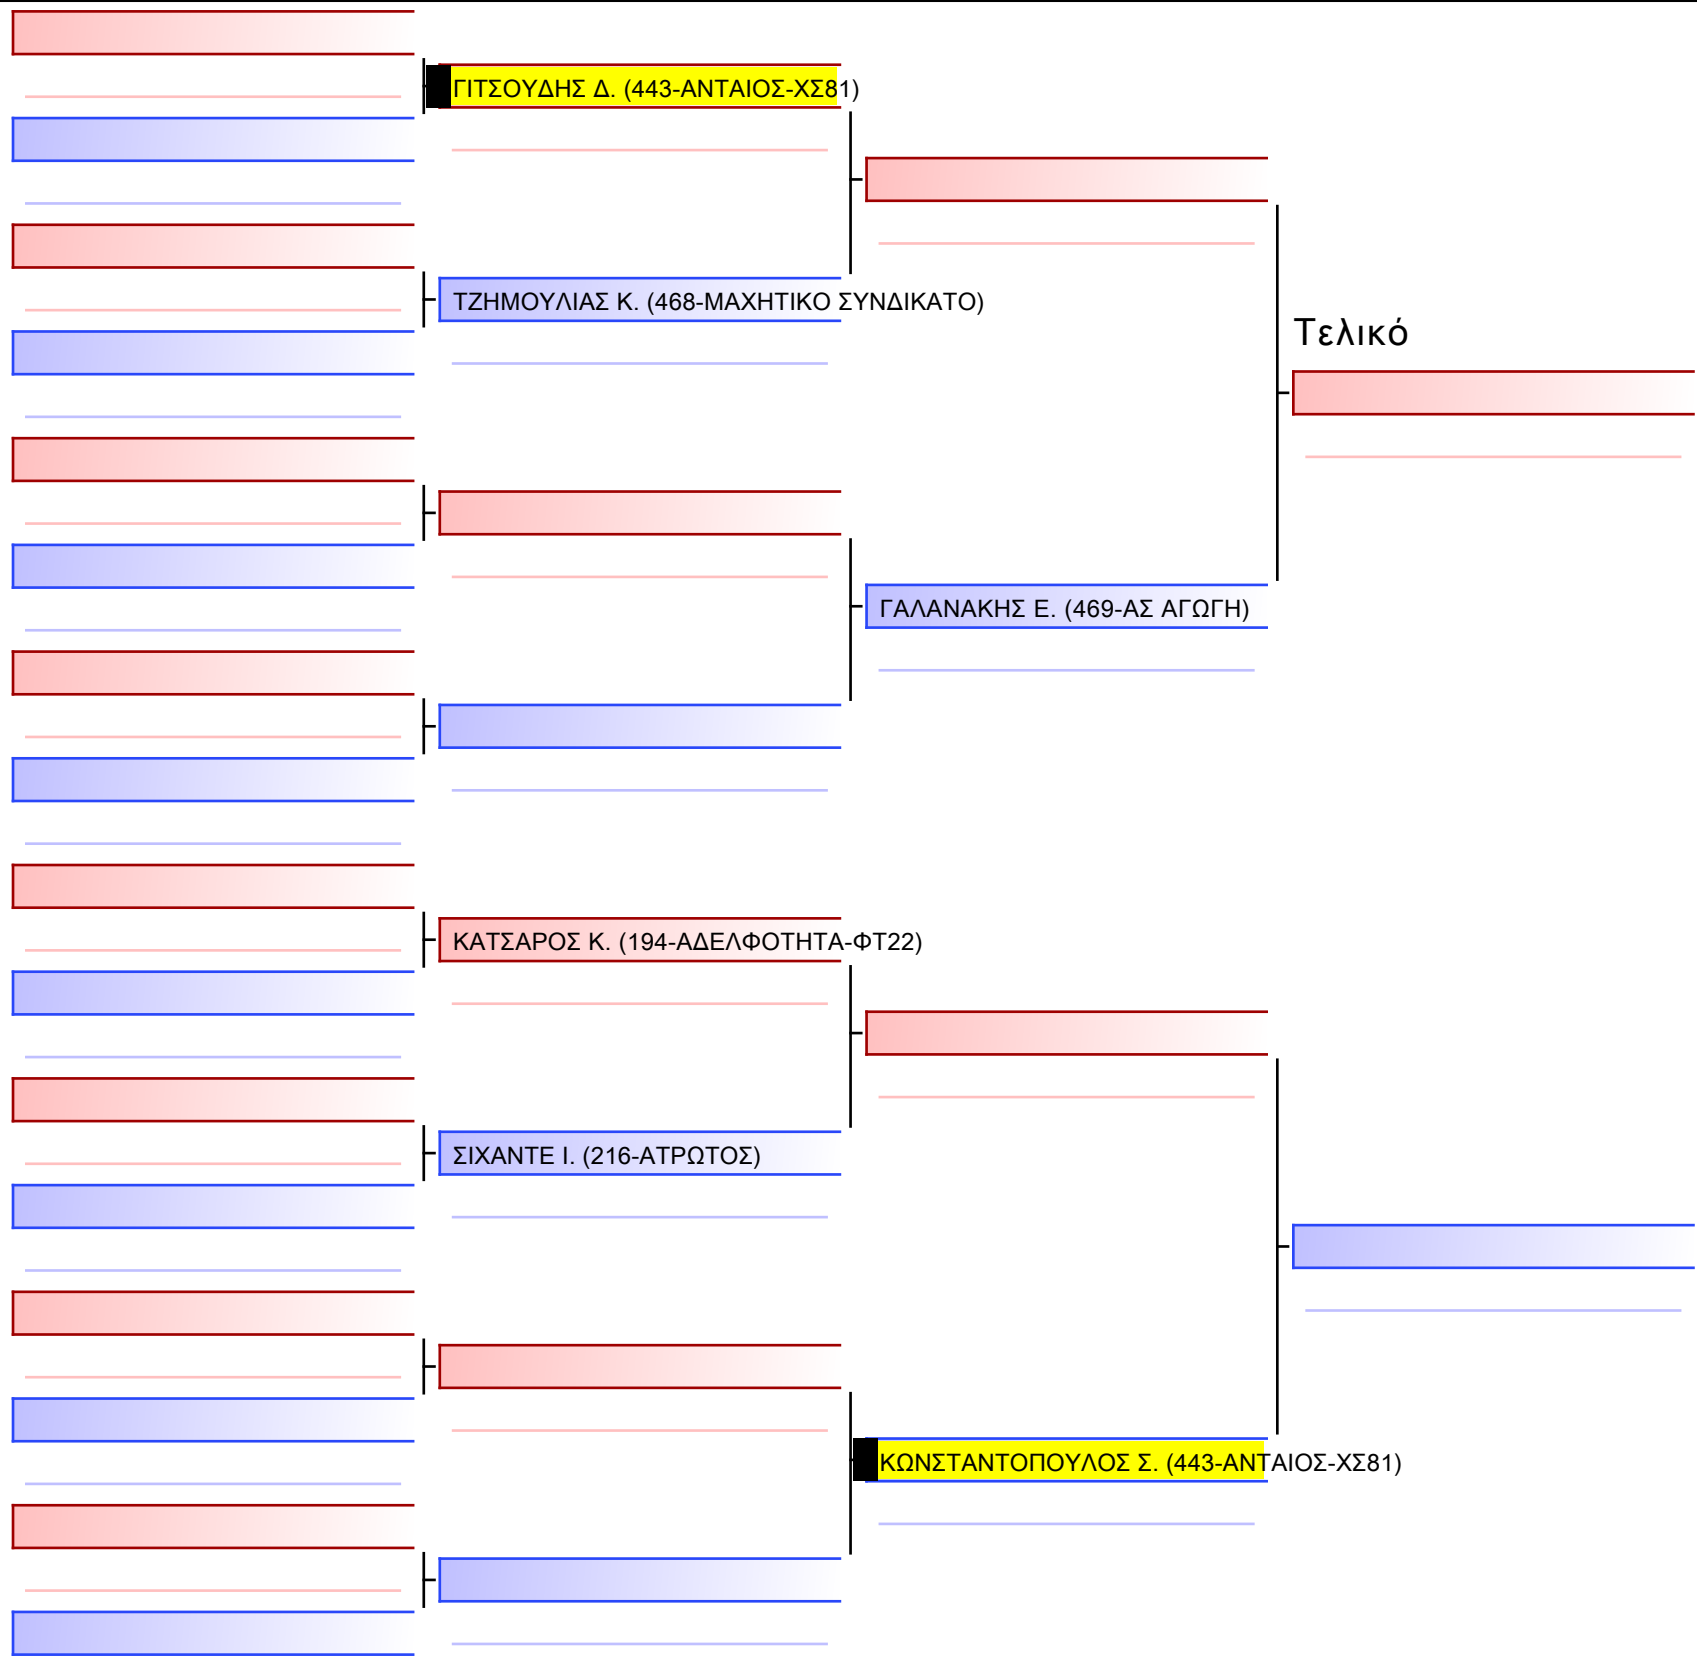 ΓΙΤΣΟΥΔΗΣ Δ. (443-ΑΝΤΑΙΟΣ-ΧΣ81)
ΤΖΗΜΟΥΛΙΑΣ Κ. (468-ΜΑΧΗΤΙΚΟ ΣΥΝΔΙΚΑΤΟ)
Τελικό
ΓΑΛΑΝΑΚΗΣ Ε. (469-ΑΣ ΑΓΩΓΗ)
ΚΑΤΣΑΡΟΣ Κ. (194-ΑΔΕΛΦΟΤΗΤΑ-ΦΤ22)
ΣΙΧΑΝΤΕ Ι. (216-ΑΤΡΩΤΟΣ)
ΚΩΝΣΤΑΝΤΟΠΟΥΛΟΣ Σ. (443-ΑΝΤΑΙΟΣ-ΧΣ81)